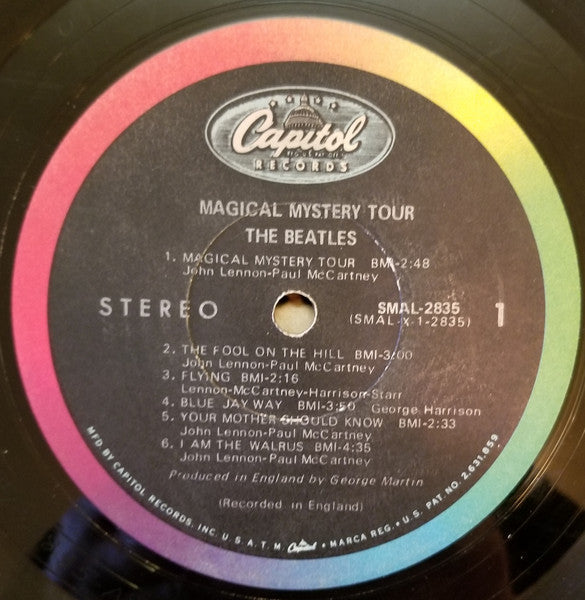 Capitol
RECORDS
MAGICAL MYSTERY TOUR
THE BEATLES
1. MAGICAL MYSTERY TOUR BMI-2:48
John Lennon-Paul McCartney
STEREO
SMAL-2835
(SMAL-X-1-2835)
1
2. THE FOOL ON THE HILL BMI-3:00
John Lennon-Paul McCartney
3. FLYING BMI-2:16
Lennon-McCartney-Harrison-Starr
4. BLUE JAY WAY BMI-3:50 George Harrison
5. YOUR MOTHER SHOULD KNOW BMI-2:33
John Lennon-Paul McCartney
6. I AM THE WALRUS BMI-4:35
John Lennon-Paul McCartney
Produced in England by George Martin
(Recorded in England)
MFD BY CAPITOL RECORDS, INC. U S A. T. M. Capitol • MARCA REG. • U.S. PAT. NO. 2,631,859